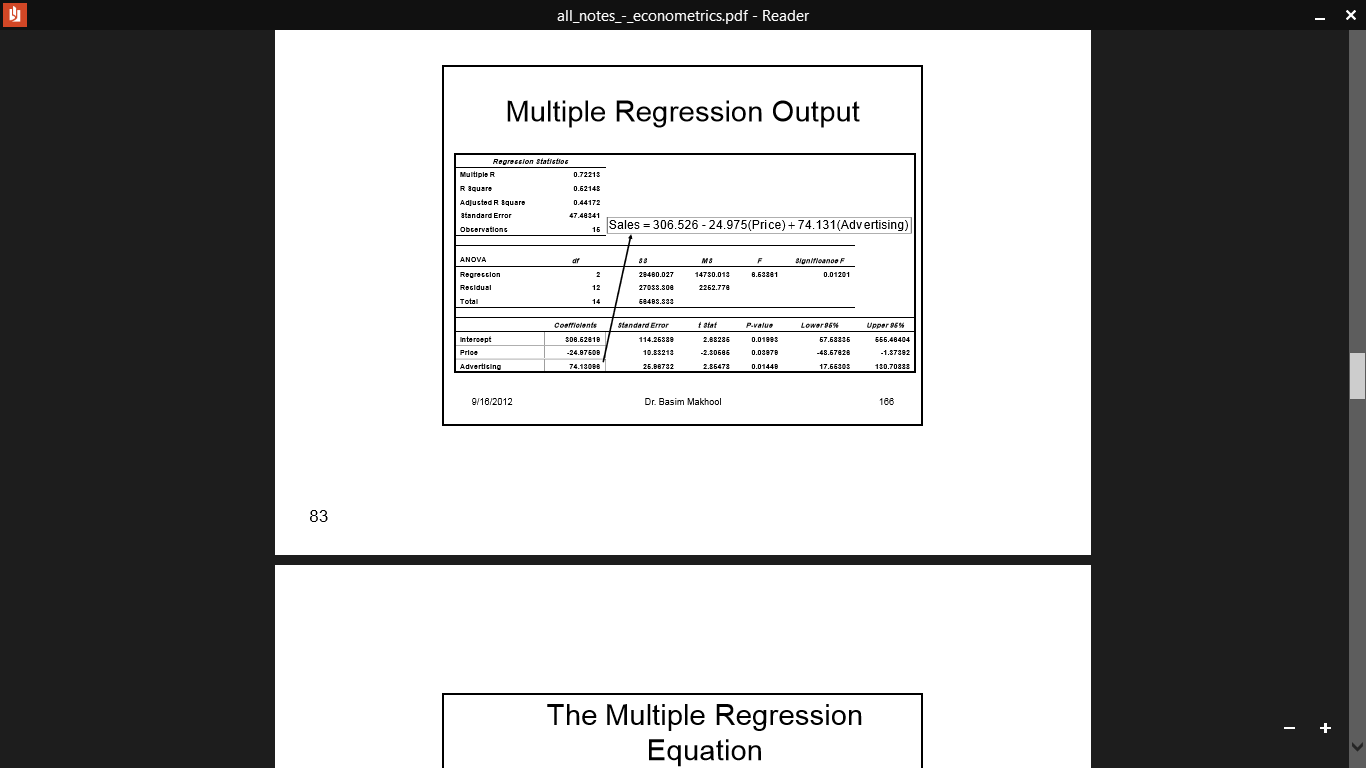 all_notes_-_econometrics.pdf - Reader
Multiple Regression Output
Regression Statistics
Multiple R 0.72213
R Square 0.52148
Adjusted R Square 0.44172
Standard Error 47.46341
Observations 15
Sales = 306.526 - 24.975(Price) + 74.131(Advertising)
ANOVA df SS MS F Significance F
Regression 2 29460.027 14730.013 6.53861 0.01201
Residual 12 27033.306 2252.776
Total 14 56493.333
Coefficients Standard Error t Stat P-value Lower 95% Upper 95%
Intercept 306.52619 114.25389 2.68285 0.01993 57.58835 555.46404
Price -24.97509 10.83213 -2.30565 0.03979 -48.57626 -1.37392
Advertising 74.13096 25.96732 2.85478 0.01449 17.55303 130.70888
9/16/2012 Dr. Basim Makhool 166
83
The Multiple Regression
Equation